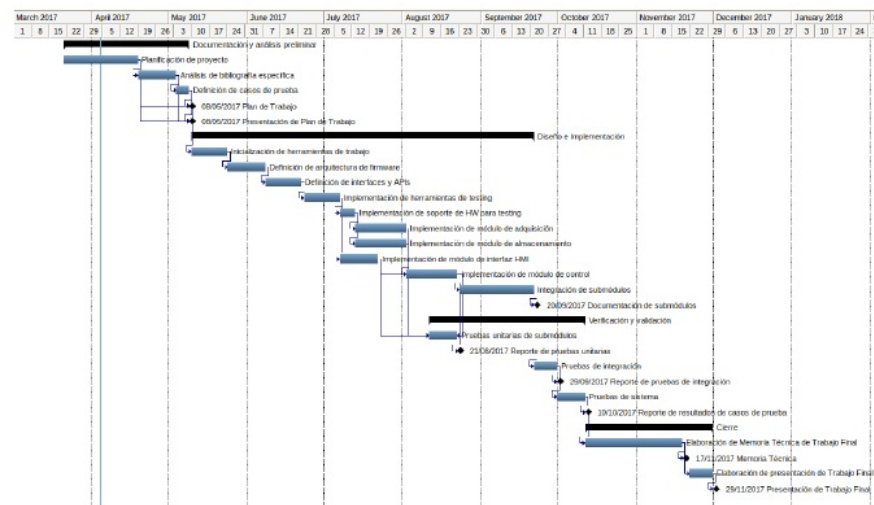 March 2017 April 2017 May 2017 June 2017 July 2017 August 2017 September 2017 October 2017 November 2017 December 2017 January 2018
1 8 15 22 29 5 12 19 26 3 10 17 24 31 7 14 21 28 5 12 19 26 2 9 16 23 30 6 13 20 27 4 11 18 25 1 8 15 22 29 6 13 20 27 3 10 17 24
Documentación y análisis preliminar
Planificación de proyecto
Análisis de bibliografía específica
Definición de casos de prueba
08/05/2017 Plan de Trabajo
08/05/2017 Presentación de Plan de Trabajo
Diseño e Implementación
Inicialización de herramientas de trabajo
Definición de arquitectura de firmware
Definición de interfaces y APIs
Implementación de herramientas de testing
Implementación de soporte de HW para testing
Implementación de módulo de adquisición
Implementación de módulo de almacenamiento
Implementación de módulo de interfaz HMI
Implementación de módulo de control
Integración de submódulos
20/09/2017 Documentación de submódulos
Verificación y validación
Pruebas unitarias de submódulos
21/08/2017 Reporte de pruebas unitarias
Pruebas de integración
29/09/2017 Reporte de pruebas de integración
Pruebas de sistema
10/10/2017 Reporte de resultados de casos de prueba
Cierre
Elaboración de Memoria Técnica de Trabajo Final
17/11/2017 Memoria Técnica
Elaboración de presentación de Trabajo Final
29/11/2017 Presentación de Trabajo Final